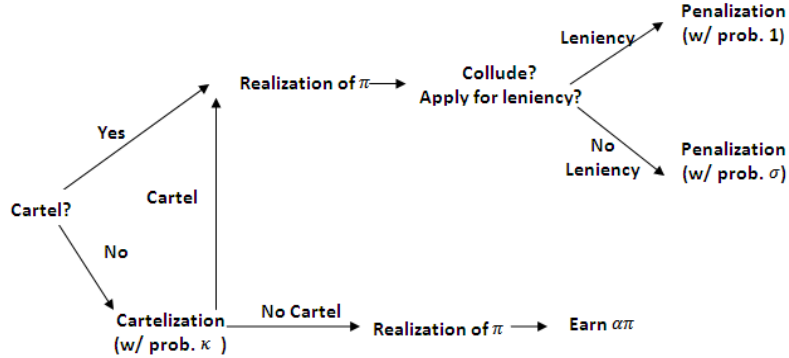 Penalization
(w/ prob. 1)
Leniency
Realization of π
Collude?
Apply for leniency?
Yes
No
Leniency
Penalization
(w/ prob. σ)
Cartel
Cartel?
No
Cartelization
(w/ prob. κ )
No Cartel
Realization of π
Earn απ